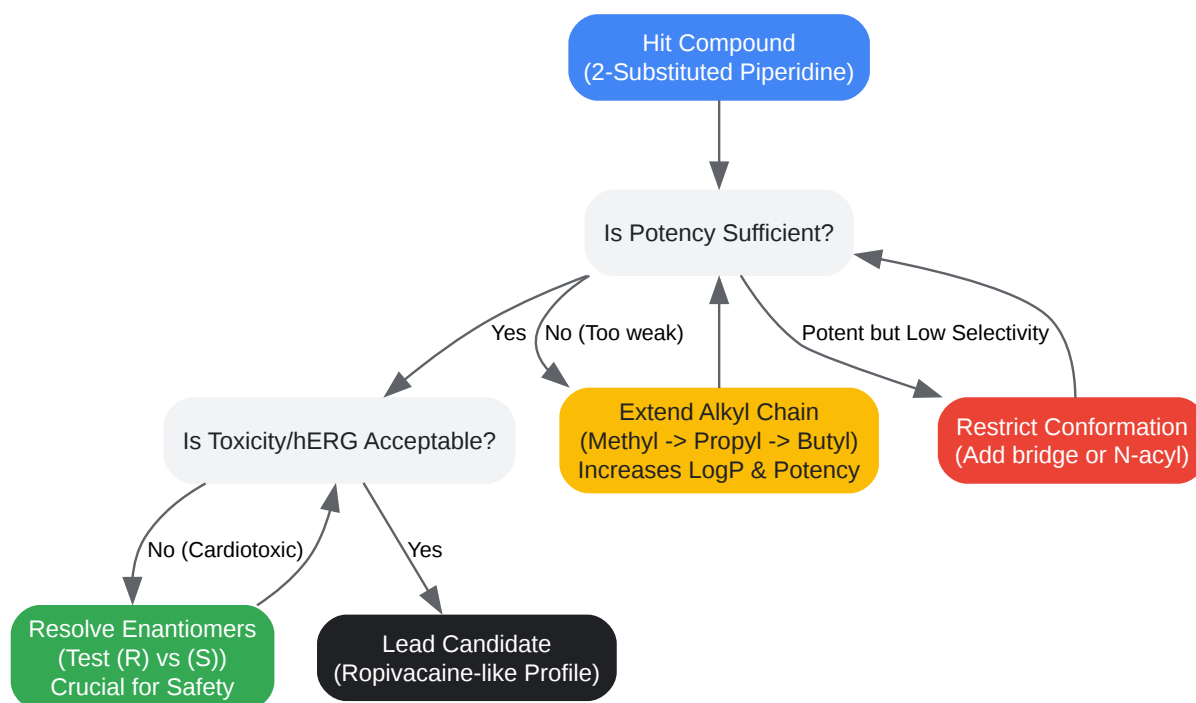 Hit Compound
(2-Substituted Piperidine)
Is Potency Sufficient?
Yes
No (Too weak)
Potent but Low Selectivity
Is Toxicity/hERG Acceptable?
Extend Alkyl Chain
(Methyl -> Propyl -> Butyl)
Increases LogP & Potency
Restrict Conformation
(Add bridge or N-acyl)
No (Cardiotoxic)
Yes
Resolve Enantiomers
(Test (R) vs (S))
Crucial for Safety
Lead Candidate
(Ropivacaine-like Profile)